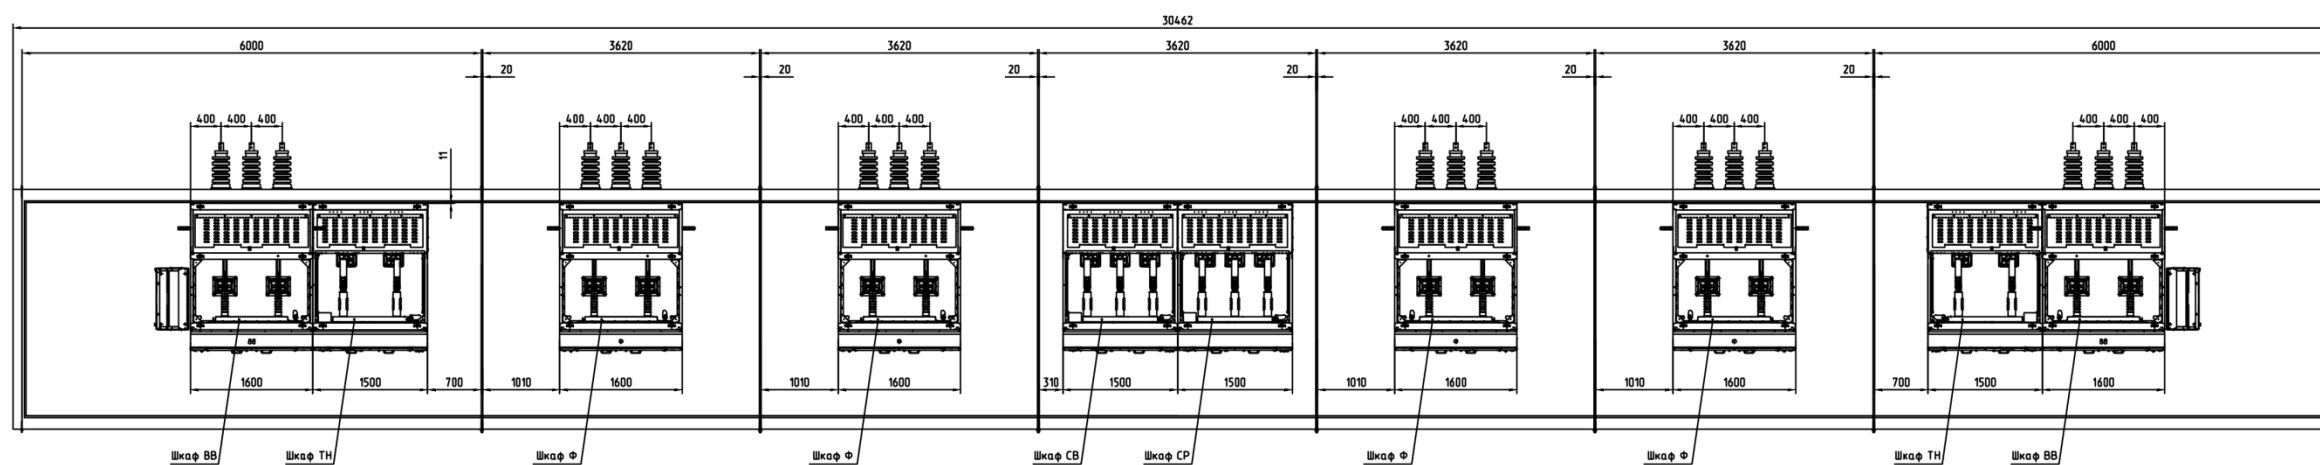 30462
6000 3620 3620 3620 3620 3620 6000
20 20 20 20 20 20
400 400 400 400 400 400 400 400 400 400 400 400 400 400 400 400 400 400
11
ВВ Ф Ф Ф Ф ВВ
1600 1500 700 1010 1600 1010 1600 310 1500 1500 1010 1600 1010 1600 700 1500 1600
Шкаф ВВ Шкаф ТН Шкаф Ф Шкаф Ф Шкаф СВ Шкаф СР Шкаф Ф Шкаф Ф Шкаф ТН Шкаф ВВ